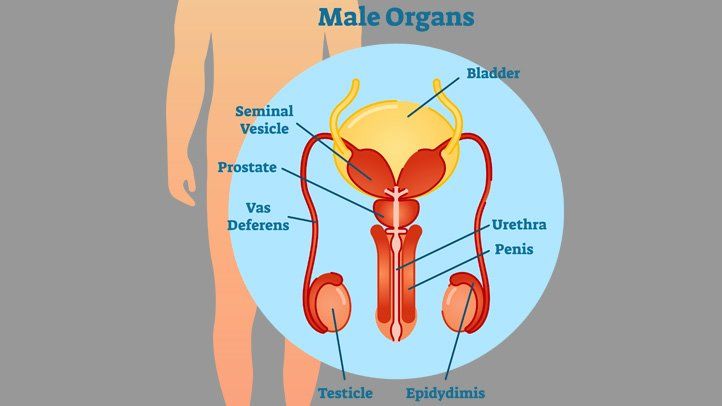 Male Organs
Bladder
Seminal
Vesicle
Prostate
Vas
Deferens
Urethra
Penis
Testicle
Epidydimis